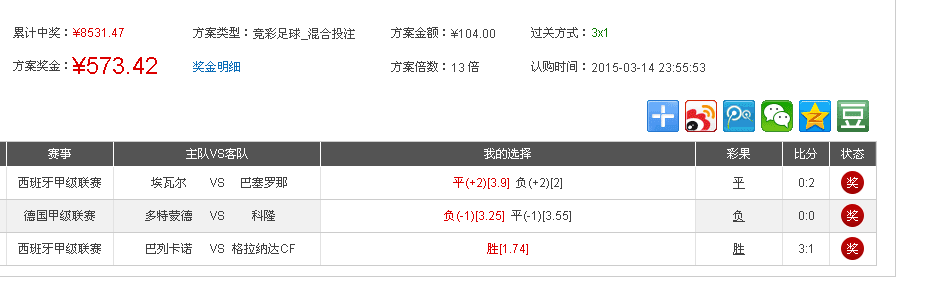 累计中奖：¥8531.47 方案类型：竞彩足球_混合投注 方案金额：¥104.00 过关方式：3x1
方案奖金：¥573.42 奖金明细 方案倍数：13 倍 认购时间：2015-03-14 23:55:53
豆
赛事 主队VS客队 我的选择 彩果 比分 状态
西班牙甲级联赛 埃瓦尔 VS 巴塞罗那 平(+2)[3.9] 负(+2)[2] 平 0:2 奖
德国甲级联赛 多特蒙德 VS 科隆 负(-1)[3.25] 平(-1)[3.55] 负 0:0 奖
西班牙甲级联赛 巴列卡诺 VS 格拉纳达CF 胜[1.74] 胜 3:1 奖